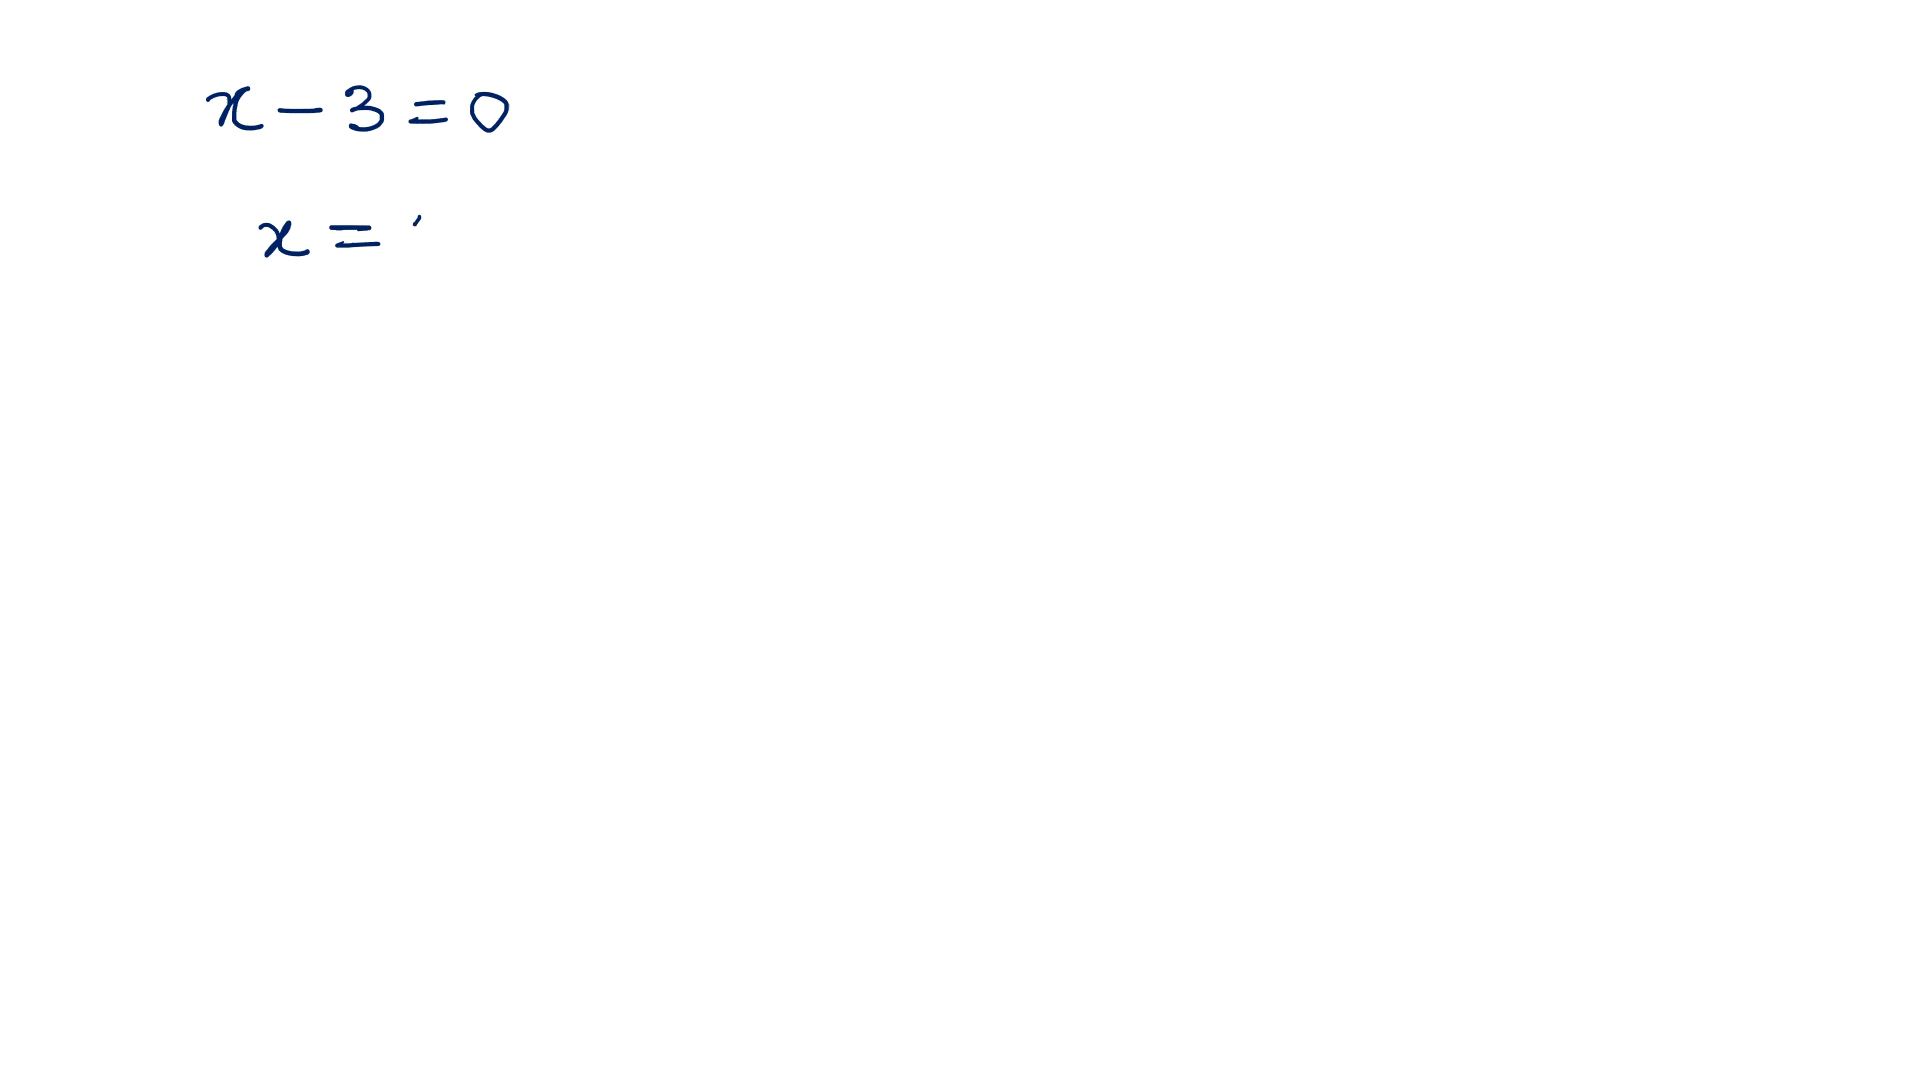 x - 3 = 0
x =